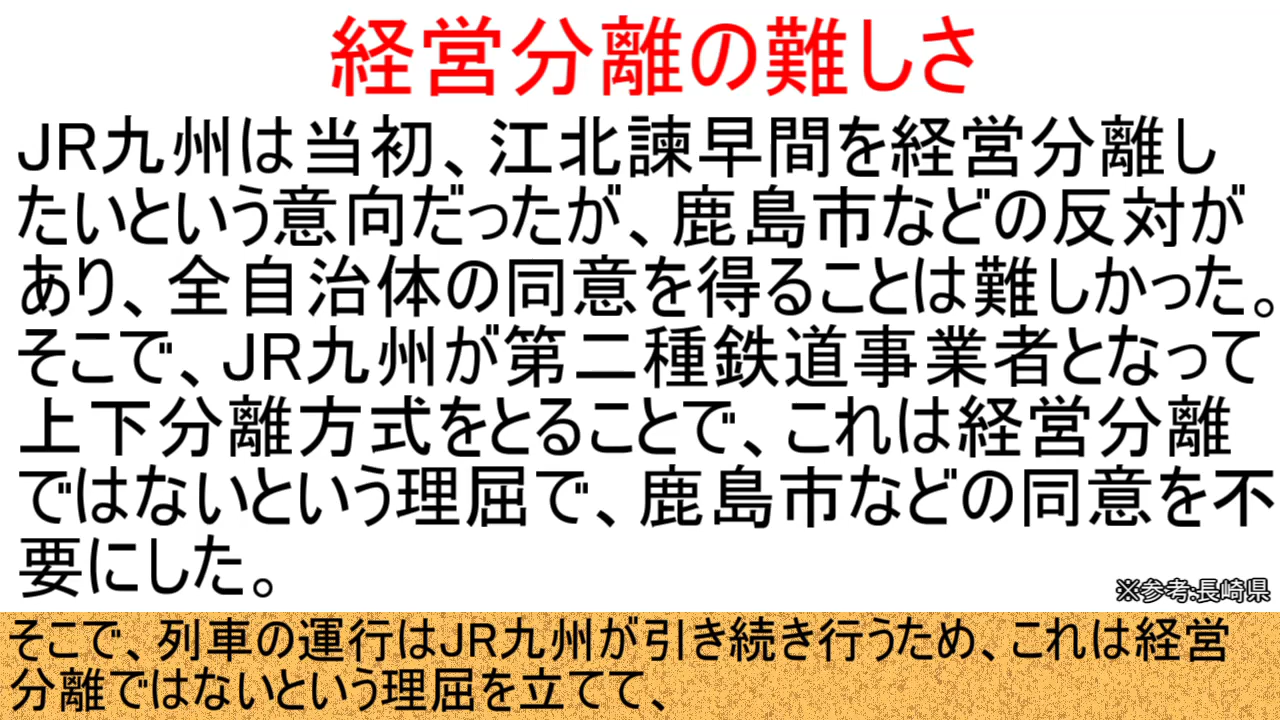 経営分離の難しさ
JR九州は当初、江北諫早間を経営分離し
たいという意向だったが、鹿島市などの反対が
あり、全自治体の同意を得ることは難しかった。
そこで、JR九州が第二種鉄道事業者となって
上下分離方式をとることで、これは経営分離
ではないという理屈で、鹿島市などの同意を不
要にした。
※参考:長崎県
そこで、列車の運行はJR九州が引き続き行うため、これは経営
分離ではないという理屈を立てて、